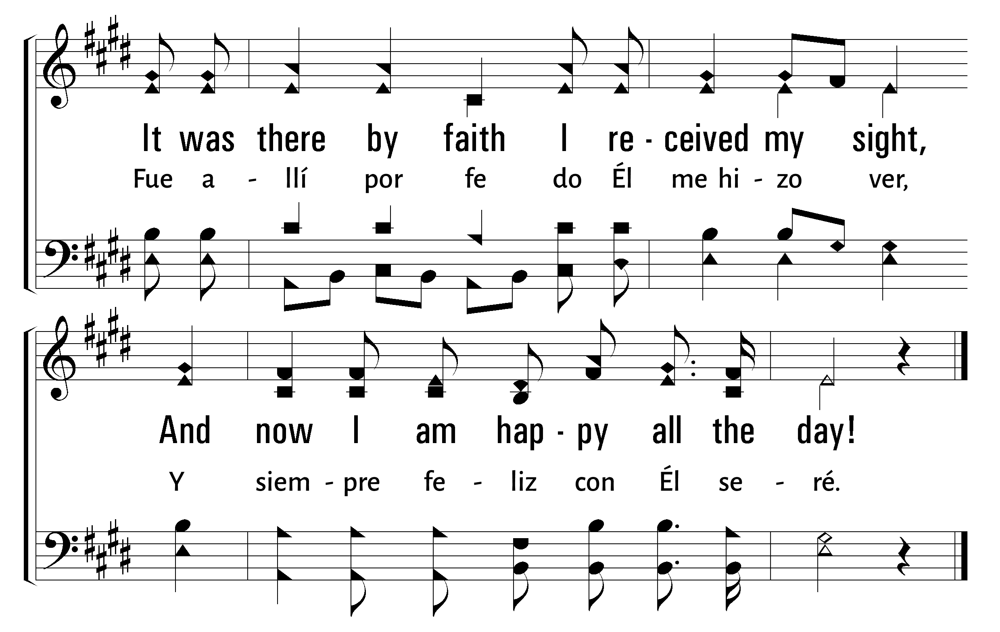 It was there by faith I re - ceived my sight,
Fue a - llí por fe do Él me hi - zo ver,
And now I am hap - py all the day!
Y siem - pre fe - liz con Él se - ré.